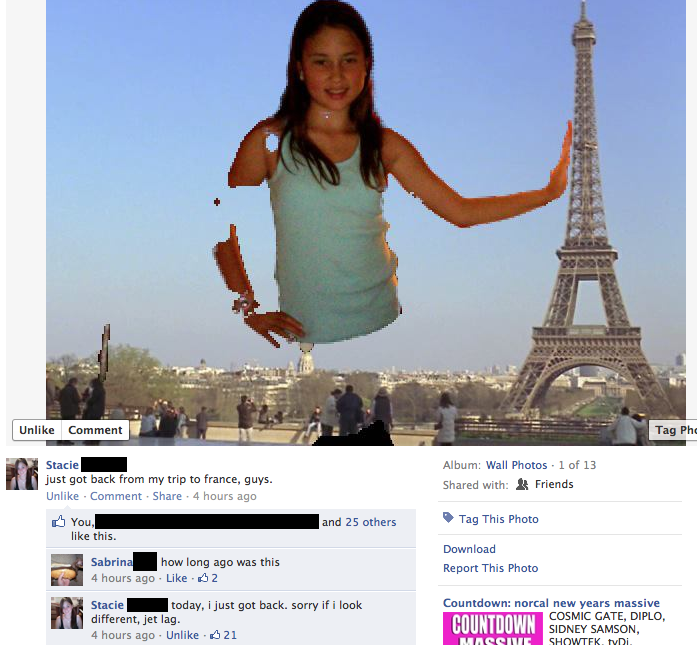 Unlike Comment
Tag Pho
Stacie
just got back from my trip to france, guys.
Unlike · Comment · Share · 4 hours ago
You, and 25 others
like this.
Sabrina how long ago was this
4 hours ago · Like · 2
Stacie today, i just got back. sorry if i look
different, jet lag.
4 hours ago · Unlike · 21
Album: Wall Photos · 1 of 13
Shared with: Friends
Tag This Photo
Download
Report This Photo
Countdown: norcal new years massive
COUNTDOWN
MASSIVE
COSMIC GATE, DIPLO,
SIDNEY SAMSON,
SHOWTEK, tyDi,